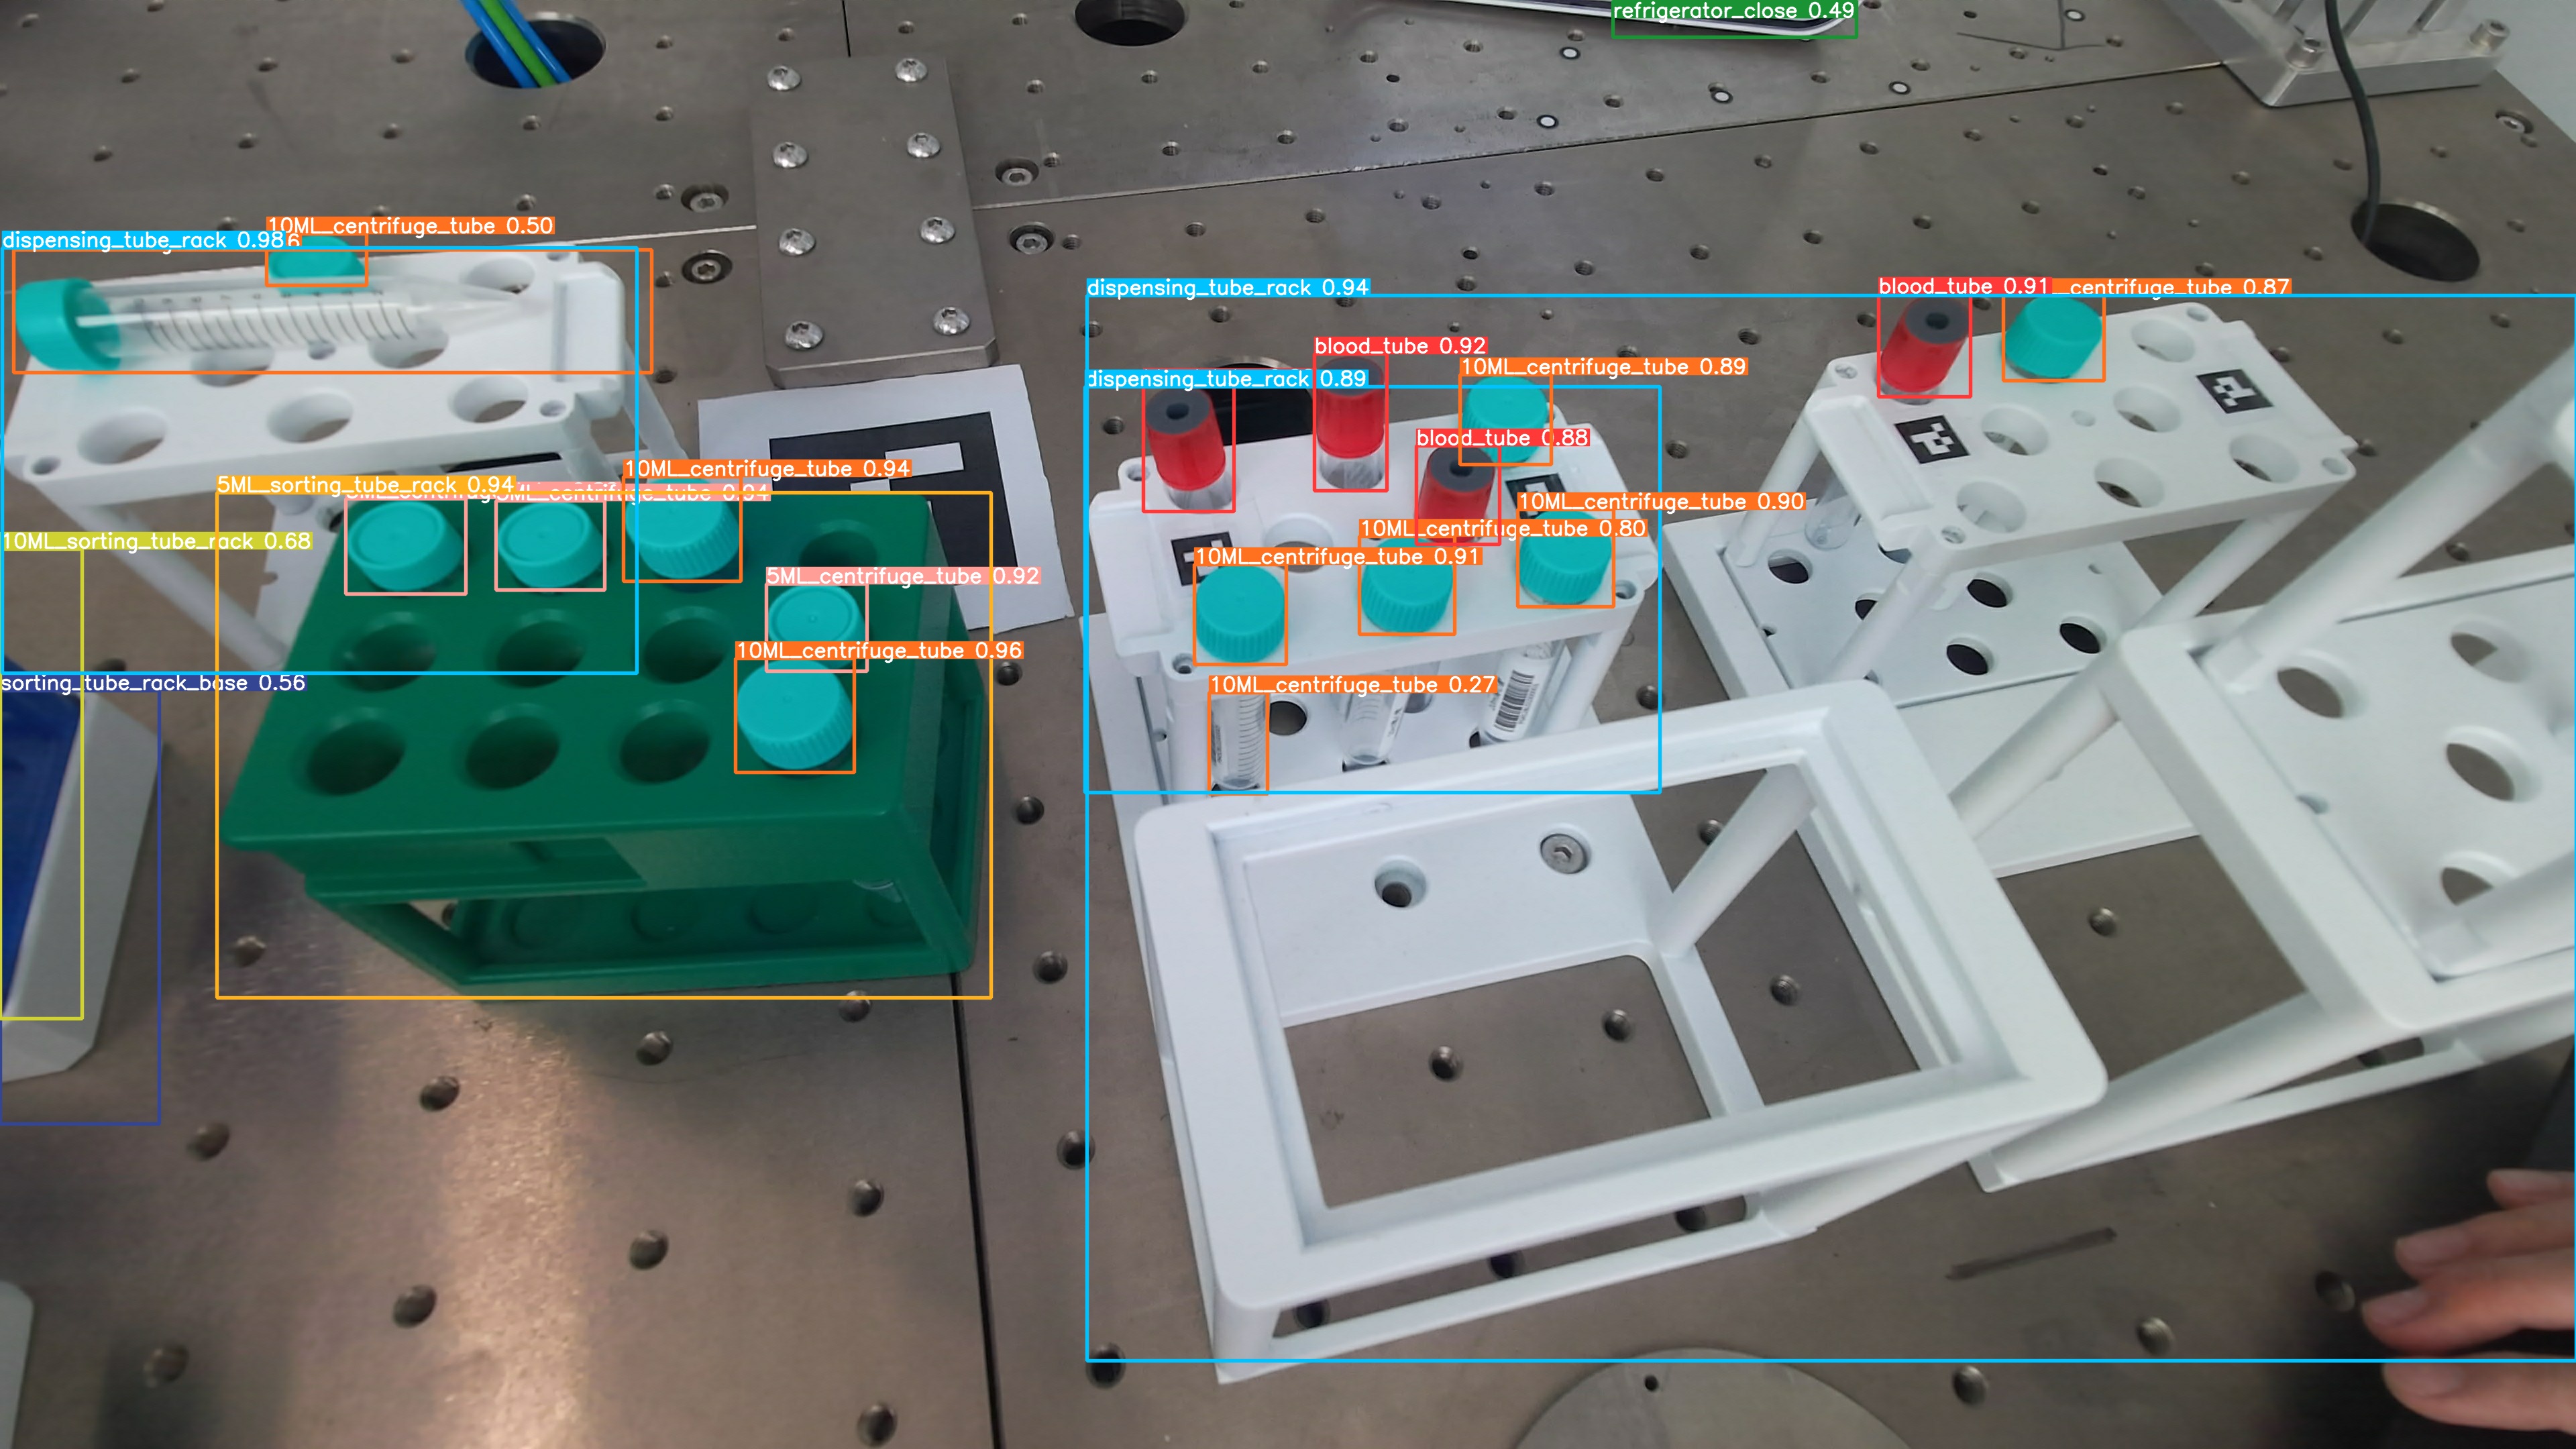 refrigerator_close 0.49
10ML_centrifuge_tube 0.50
dispensing_tube_rack 0.986
dispensing_tube_rack 0.94
blood_tube 0.91
centrifuge_tube 0.87
blood_tube 0.92
10ML_centrifuge_tube 0.89
dispensing_tube_rack 0.89
blood_tube 0.88
10ML_centrifuge_tube 0.94
5ML_sorting_tube_rack 0.94
5ML_centrifuge_tube 0.94
10ML_centrifuge_tube 0.90
10ML_centrifuge_tube 0.80
10ML_sorting_tube_rack 0.68
10ML_centrifuge_tube 0.91
5ML_centrifuge_tube 0.92
10ML_centrifuge_tube 0.96
sorting_tube_rack_base 0.56
10ML_centrifuge_tube 0.27